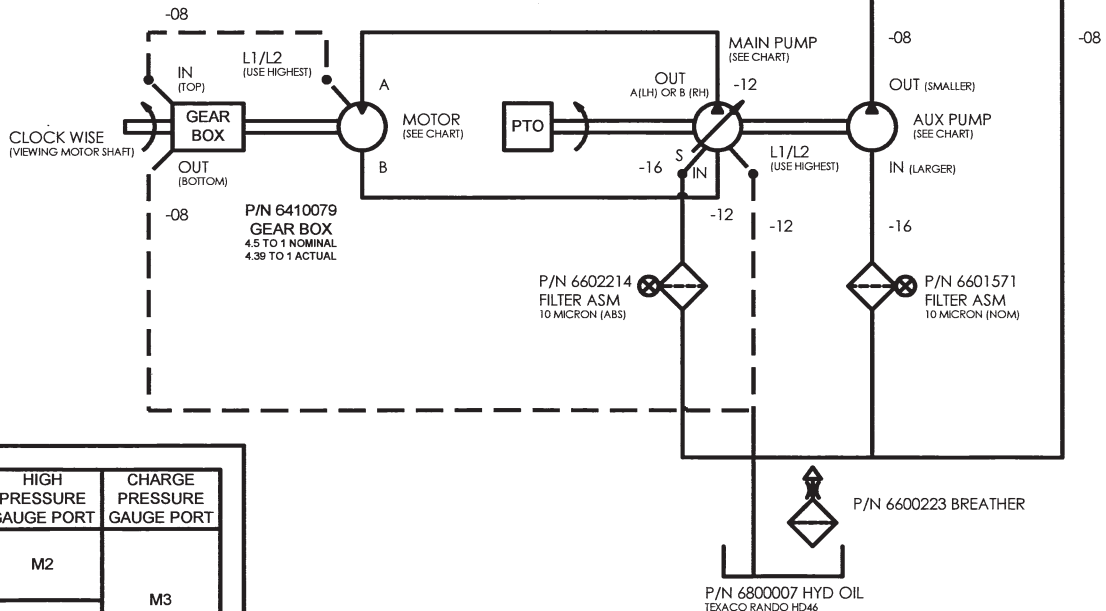 -08
-08
-08
MAIN PUMP
(SEE CHART)
L1/L2
(USE HIGHEST)
IN
(TOP)
OUT
A(LH) OR B (RH)
-12
OUT (SMALLER)
A
GEAR
BOX
MOTOR
(SEE CHART)
PTO
AUX PUMP
(SEE CHART)
CLOCK WISE
(VIEWING MOTOR SHAFT)
OUT
(BOTTOM)
B
S
-16
IN
L1/L2
(USE HIGHEST)
IN (LARGER)
-08
P/N 6410079
GEAR BOX
4.5 TO 1 NOMINAL
4.39 TO 1 ACTUAL
-12
-12
-16
P/N 6602214
FILTER ASM
10 MICRON (ABS)
P/N 6601571
FILTER ASM
10 MICRON (NOM)
HIGH
PRESSURE
GAUGE PORT
CHARGE
PRESSURE
GAUGE PORT
M2
M3
P/N 6600223 BREATHER
P/N 6800007 HYD OIL
TEXACO RANDO HD46